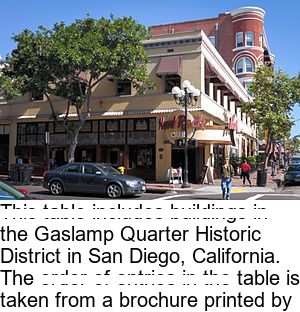 CAFE
This table includes buildings in
the Gaslamp Quarter Historic
District in San Diego, California.
The order of entries in the table is
taken from a brochure printed by